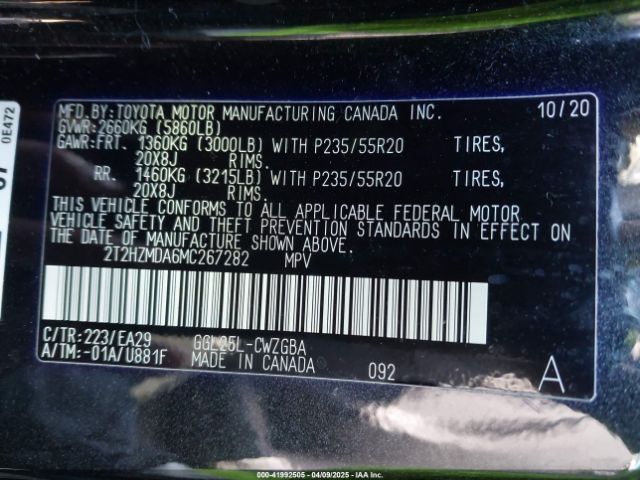 MFD.BY:TOYOTA MOTOR MANUFACTURING CANADA INC. 10/20
GVWR:2660KG (5860LB)
GAWR:FRT. 1360KG (3000LB) WITH P235/55R20 TIRES,
20X8J RIMS.
RR. 1460KG (3215LB) WITH P235/55R20 TIRES,
20X8J RIMS.
THIS VEHICLE CONFORMS TO ALL APPLICABLE FEDERAL MOTOR
VEHICLE SAFETY AND THEFT PREVENTION STANDARDS IN EFFECT ON
THE DATE OF MANUFACTURE SHOWN ABOVE.
2T2HZMDA6MC267282 MPV
C/TR:223/EA29 GGL25L-CWZGBA
A/TM:-01A/U881F MADE IN CANADA 092 A
0E472
000-41992505 - 04/09/2025 - IAA Inc.